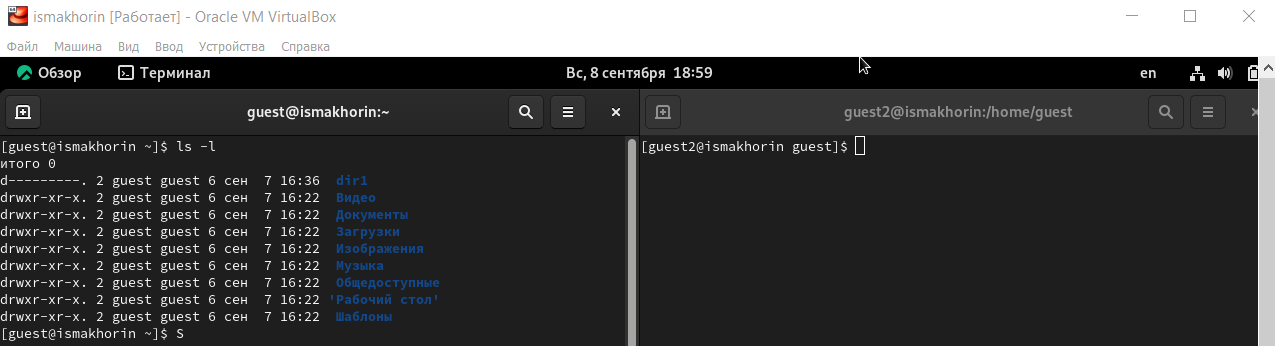 ismakhorin [Работает] - Oracle VM VirtualBox
Файл Машина Вид Ввод Устройства Справка
Обзор Терминал Вс, 8 сентября 18:59 en
guest@ismakhorin:~
[guest@ismakhorin ~]$ ls -l
итого 0
d---------. 2 guest guest 6 сен  7 16:36  dir1
drwxr-xr-x. 2 guest guest 6 сен  7 16:22  Видео
drwxr-xr-x. 2 guest guest 6 сен  7 16:22  Документы
drwxr-xr-x. 2 guest guest 6 сен  7 16:22  Загрузки
drwxr-xr-x. 2 guest guest 6 сен  7 16:22  Изображения
drwxr-xr-x. 2 guest guest 6 сен  7 16:22  Музыка
drwxr-xr-x. 2 guest guest 6 сен  7 16:22  Общедоступные
drwxr-xr-x. 2 guest guest 6 сен  7 16:22 'Рабочий стол'
drwxr-xr-x. 2 guest guest 6 сен  7 16:22  Шаблоны
[guest@ismakhorin ~]$ S
guest2@ismakhorin:/home/guest
[guest2@ismakhorin guest]$